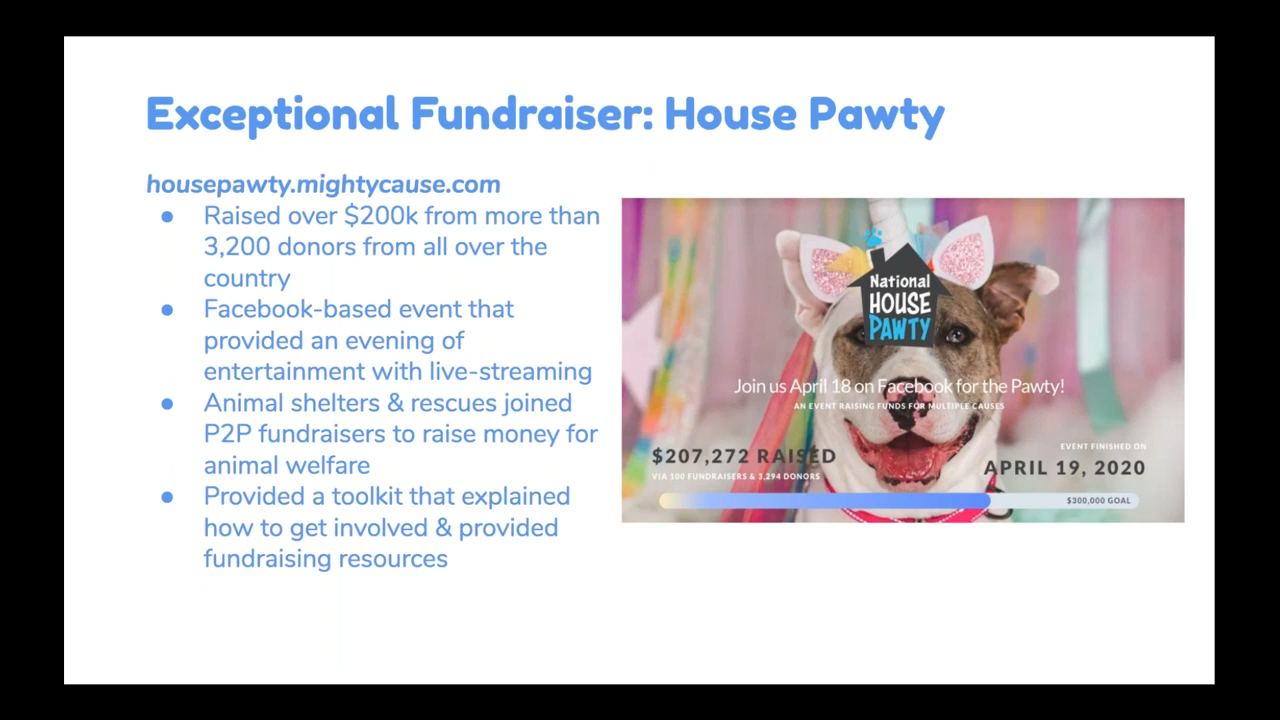 Exceptional Fundraiser: House Pawty
housepawty.mightycause.com
● Raised over $200k from more than
3,200 donors from all over the
country
● Facebook-based event that
provided an evening of
entertainment with live-streaming
● Animal shelters & rescues joined
P2P fundraisers to raise money for
animal welfare
● Provided a toolkit that explained
how to get involved & provided
fundraising resources
National
HOUSE
PAWTY
Join us April 18 on Facebook for the Pawty!
AN EVENT RAISING FUNDS FOR MULTIPLE CAUSES
$207,272 RAISED
VIA 100 FUNDRAISERS & 3,294 DONORS
EVENT FINISHED ON
APRIL 19, 2020
$300,000 GOAL